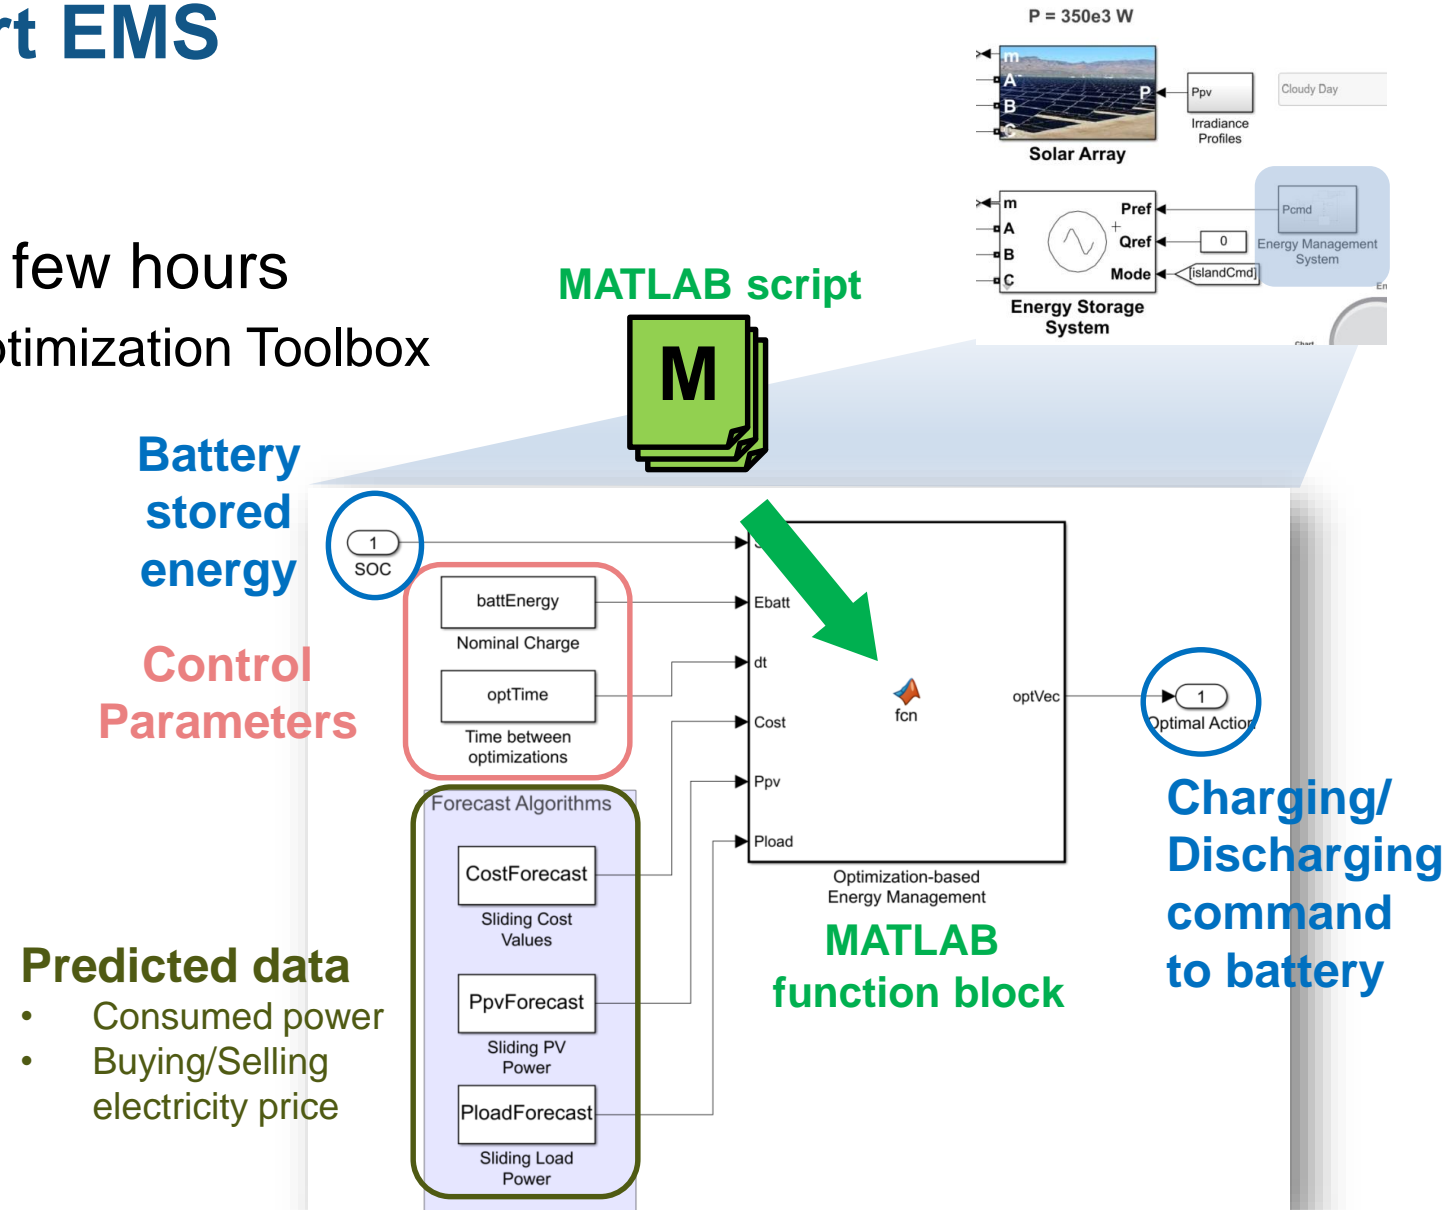 rt EMS
few hours
otimization Toolbox
P = 350e3 W
m
A
B
C
P
Solar Array
Ppv
Irradiance
Profiles
Cloudy Day
m
A
B
C
Pref
Qref
Mode
0
[islandCmd]
Energy Storage
System
Pcmd
Energy Management
System
En
Chart
MATLAB script
M
Battery
stored
energy
1
SOC
Control
Parameters
battEnergy
Nominal Charge
optTime
Time between
optimizations
Forecast Algorithms
CostForecast
Sliding Cost
Values
PpvForecast
Sliding PV
Power
PloadForecast
Sliding Load
Power
Predicted data
• Consumed power
• Buying/Selling
electricity price
S
Ebatt
dt
Cost
Ppv
Pload
fcn
optVec
Optimization-based
Energy Management
MATLAB
function block
1
Optimal Action
Charging/
Discharging
command
to battery